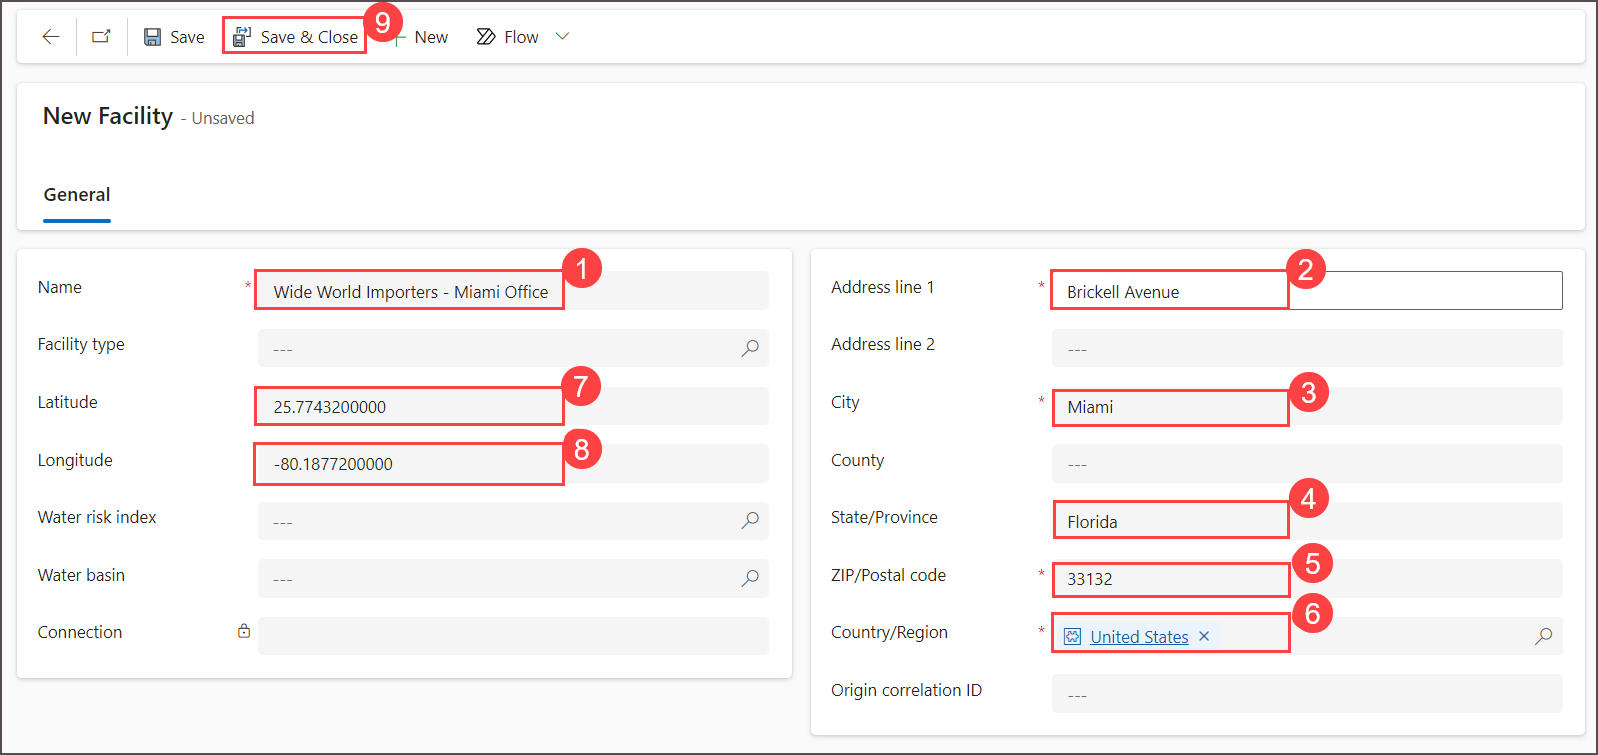 Save
Save & Close
9
New
Flow
New Facility - Unsaved
General
Name * Wide World Importers - Miami Office 1
Facility type ---
Latitude 25.7743200000 7
Longitude -80.1877200000 8
Water risk index ---
Water basin ---
Connection
Address line 1 * Brickell Avenue 2
Address line 2 ---
City * Miami 3
County ---
State/Province Florida 4
ZIP/Postal code * 33132 5
Country/Region * United States 6
Origin correlation ID ---